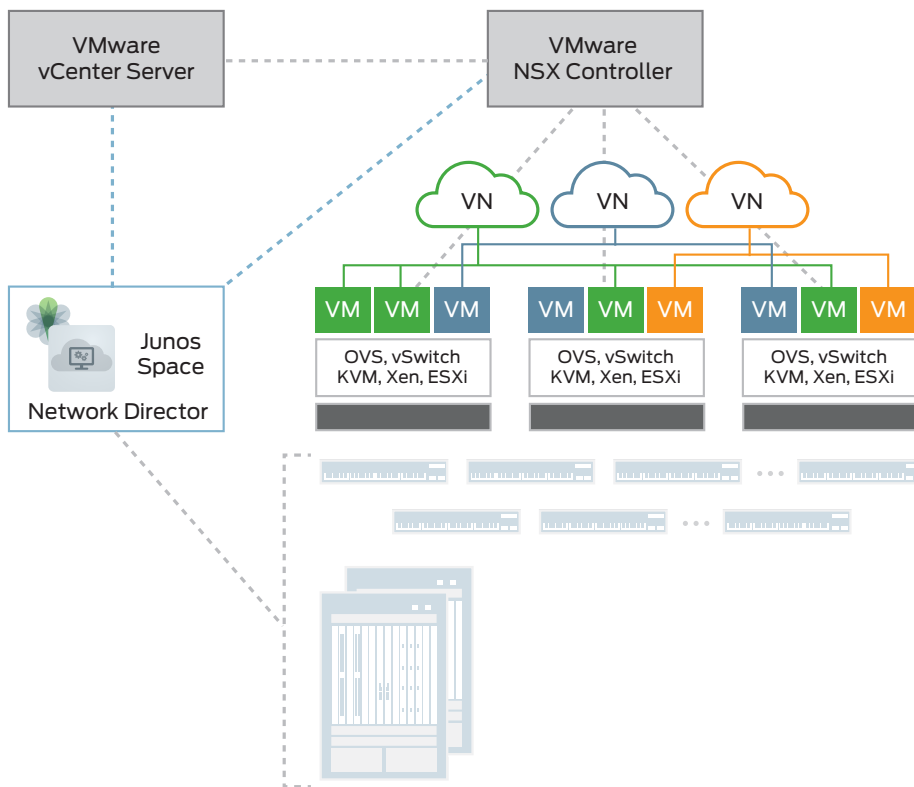 VMware
vCenter Server
VMware
NSX Controller
VN
VN
VN
VM
VM
VM
VM
VM
VM
VM
VM
VM
Junos
Space
Network Director
OVS, vSwitch
KVM, Xen, ESXi
OVS, vSwitch
KVM, Xen, ESXi
OVS, vSwitch
KVM, Xen, ESXi